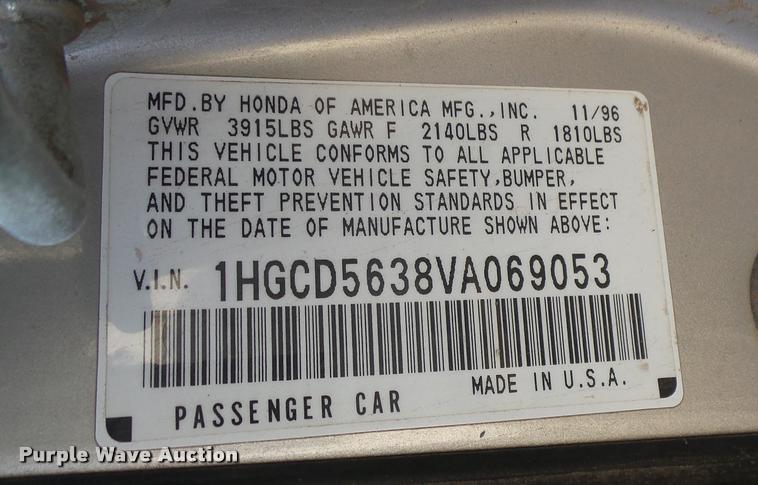 MFD.BY HONDA OF AMERICA MFG.,INC. 11/96
GVWR 3915LBS GAWR F 2140LBS R 1810LBS
THIS VEHICLE CONFORMS TO ALL APPLICABLE
FEDERAL MOTOR VEHICLE SAFETY,BUMPER,
AND THEFT PREVENTION STANDARDS IN EFFECT
ON THE DATE OF MANUFACTURE SHOWN ABOVE:
V.I.N. 1HGCD5638VA069053
PASSENGER CAR MADE IN U.S.A.
Purple Wave Auction